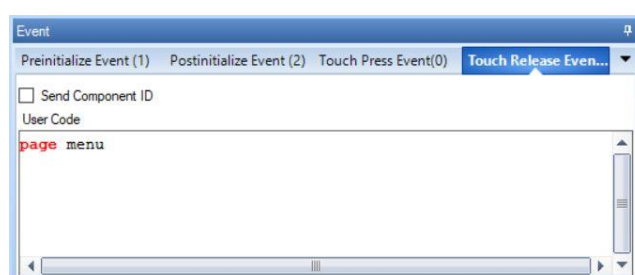 Event
Preinitialize Event (1) Postinitialize Event (2) Touch Press Event(0) Touch Release Even...
Send Component ID
User Code
page menu